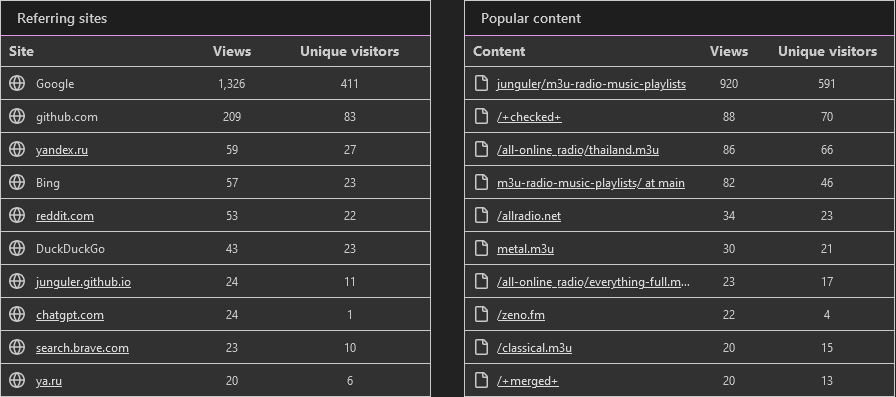 Referring sites
Site Views Unique visitors
Google 1,326 411
github.com 209 83
yandex.ru 59 27
Bing 57 23
reddit.com 53 22
DuckDuckGo 43 23
junguler.github.io 24 11
chatgpt.com 24 1
search.brave.com 23 10
ya.ru 20 6
Popular content
Content Views Unique visitors
junguler/m3u-radio-music-playlists 920 591
/+checked+ 88 70
/all-online_radio/thailand.m3u 86 66
m3u-radio-music-playlists/ at main 82 46
/allradio.net 34 23
metal.m3u 30 21
/all-online_radio/everything-full.m... 23 17
/zeno.fm 22 4
/classical.m3u 20 15
/+merged+ 20 13